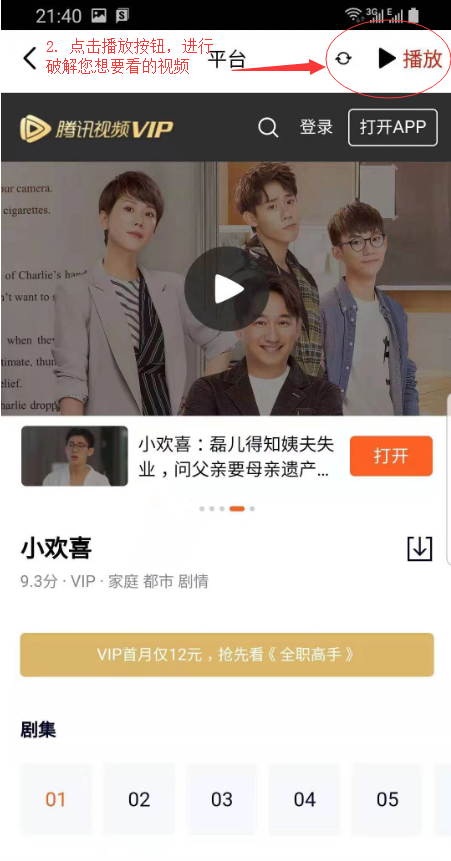 21:40
3G E
2. 点击播放按钮，进行
破解您想要看的视频
平台
播放
腾讯视频VIP
登录
打开APP
our camera.
cigarettes.
of Charlie's
't want to
when they
timate, thun
elief.
harlie dropp
小欢喜：磊儿得知姨夫失
业，问父亲要母亲遗产...
打开
小欢喜
9.3分 · VIP · 家庭 都市 剧情
VIP首月仅12元，抢先看《全职高手》
剧集
01 02 03 04 05